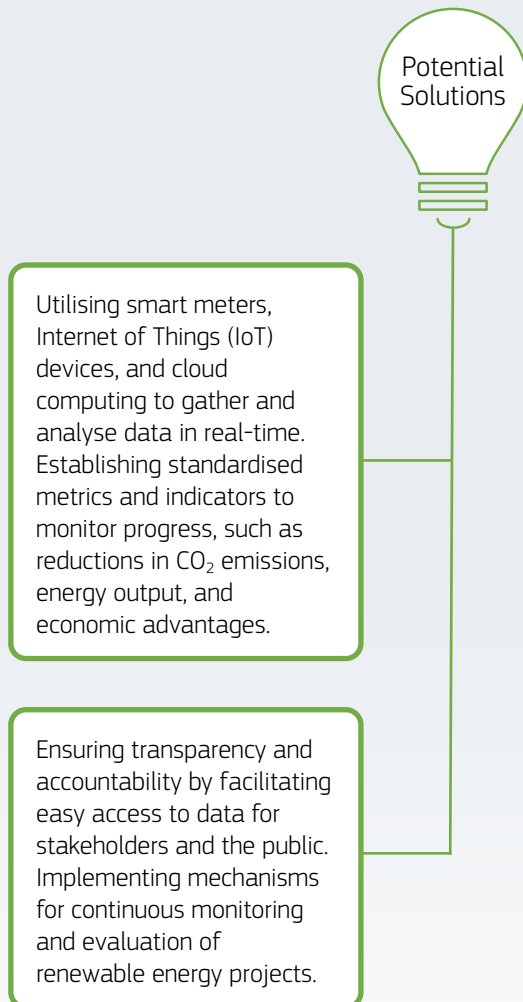 Potential
Solutions
Utilising smart meters,
Internet of Things (IoT)
devices, and cloud
computing to gather and
analyse data in real-time.
Establishing standardised
metrics and indicators to
monitor progress, such as
reductions in CO₂ emissions,
energy output, and
economic advantages.
Ensuring transparency and
accountability by facilitating
easy access to data for
stakeholders and the public.
Implementing mechanisms
for continuous monitoring
and evaluation of
renewable energy projects.